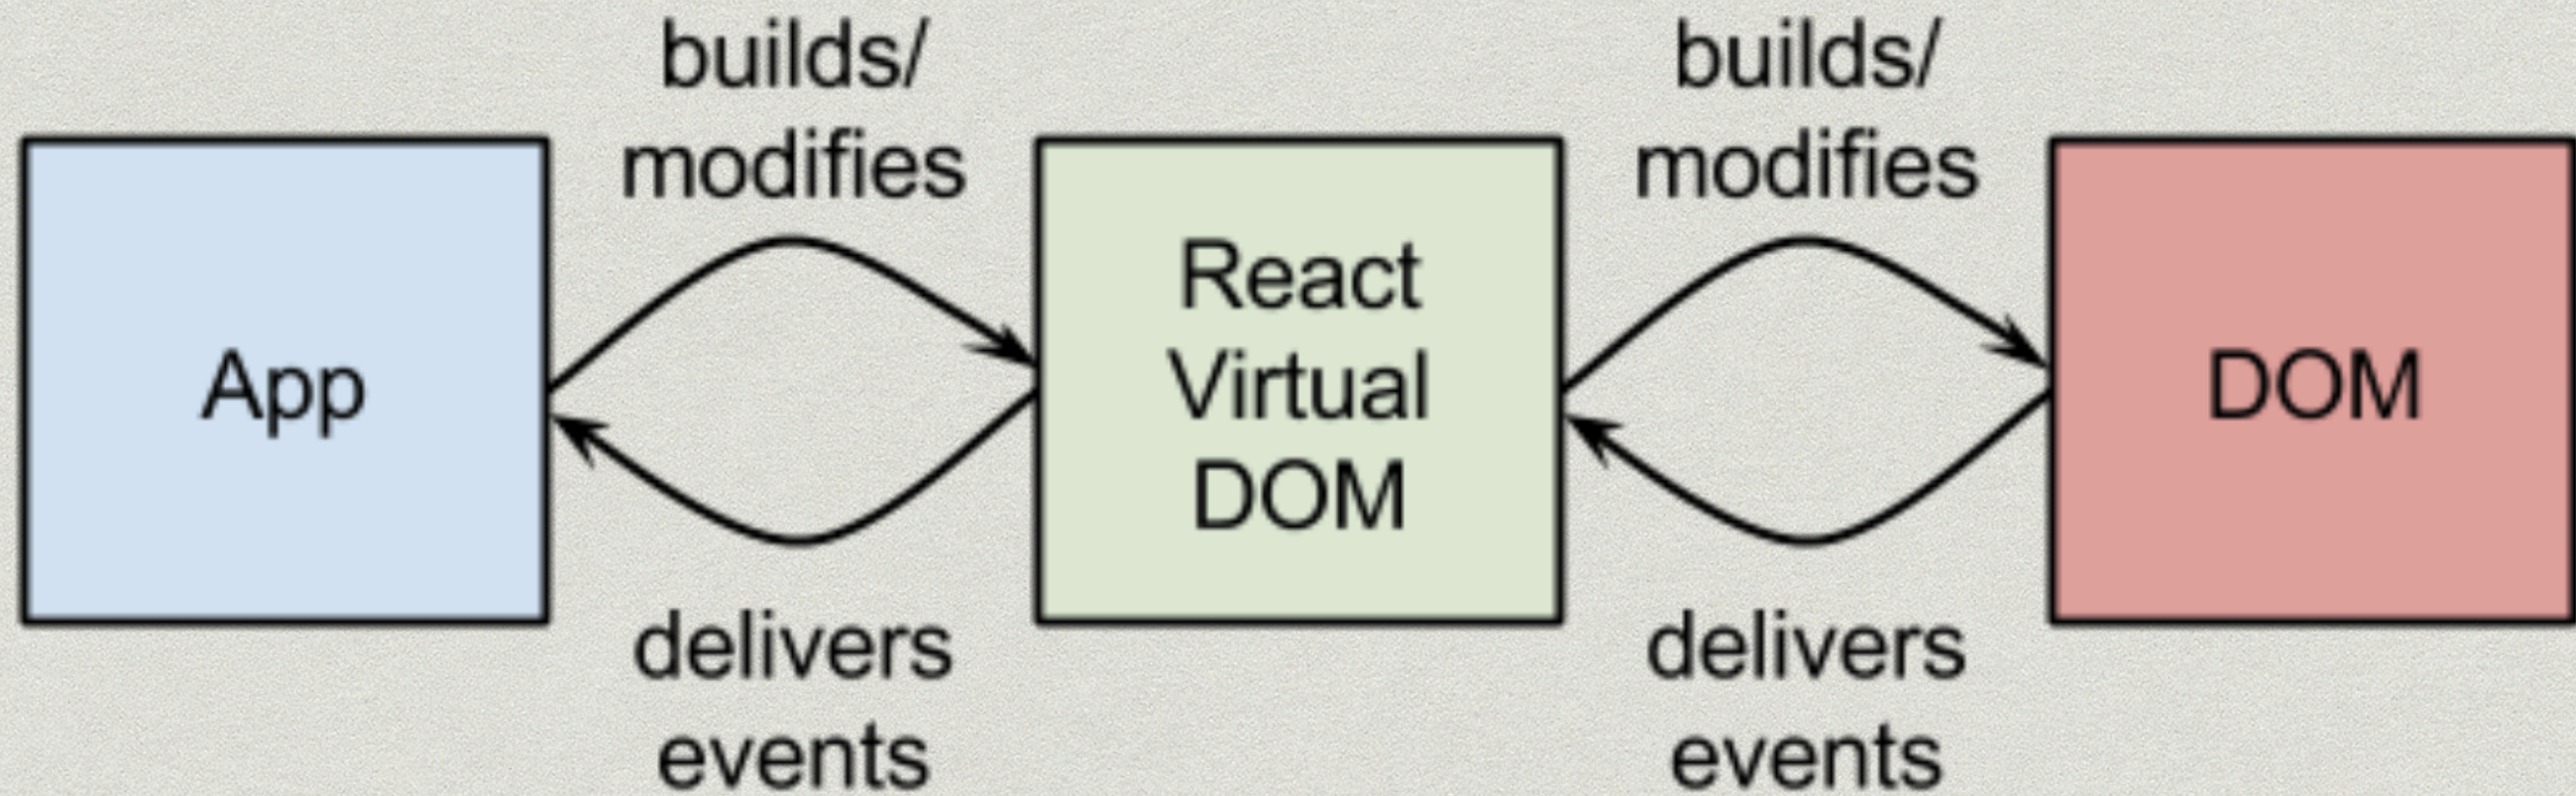 builds/
modifies
builds/
modifies
App
React
Virtual
DOM
DOM
delivers
events
delivers
events